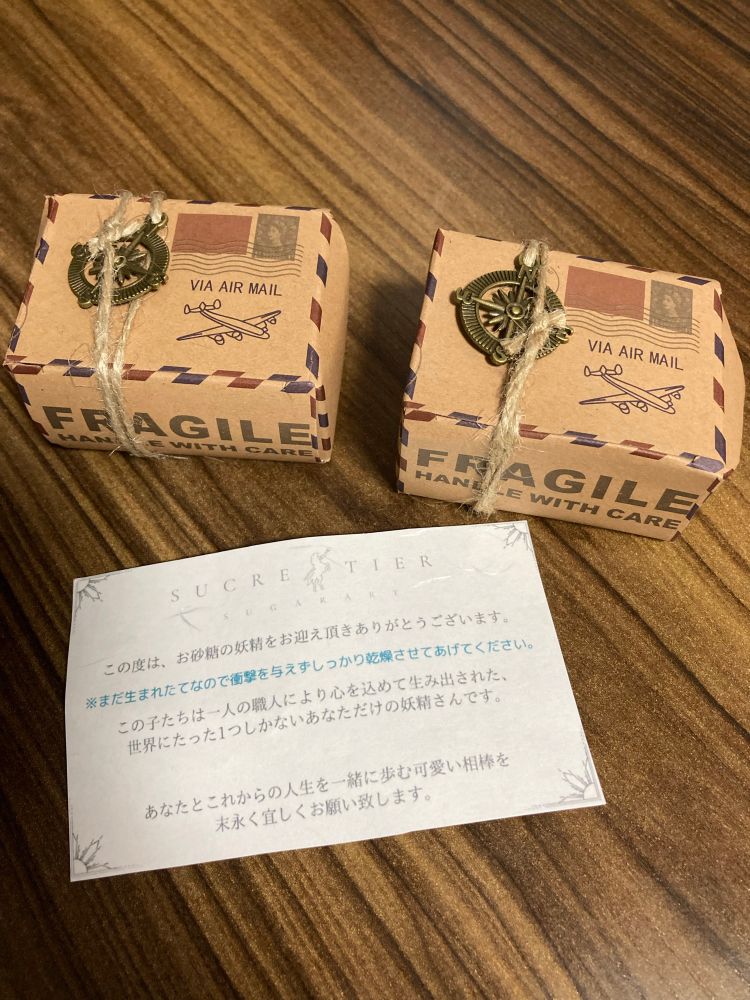 VIA AIR MAIL
FRAGILE
HANDLE WITH CARE
VIA AIR MAIL
FRAGILE
HANDLE WITH CARE
SUCRE TIER
SUGARART
この度は、お砂糖の妖精をお迎え頂きありがとうございます。
※まだ生まれたてなので衝撃を与えずしっかり乾燥させてあげてください。
この子たちは一人の職人により心を込めて生み出された、
世界にたった1つしかないあなただけの妖精さんです。
あなたとこれからの人生を一緒に歩む可愛い相棒を
末永く宜しくお願い致します。